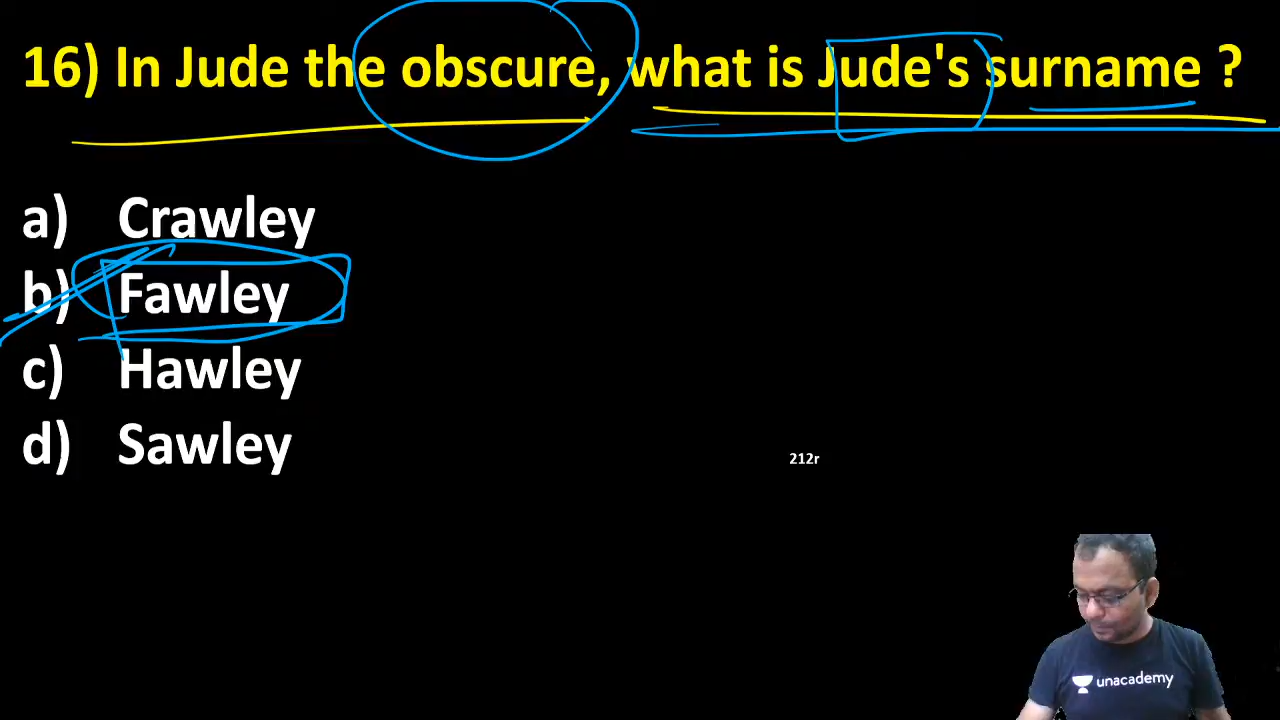 16) In Jude the obscure, what is Jude's surname ?
a) Crawley
b) Fawley
c) Hawley
d) Sawley
212r
unacademy